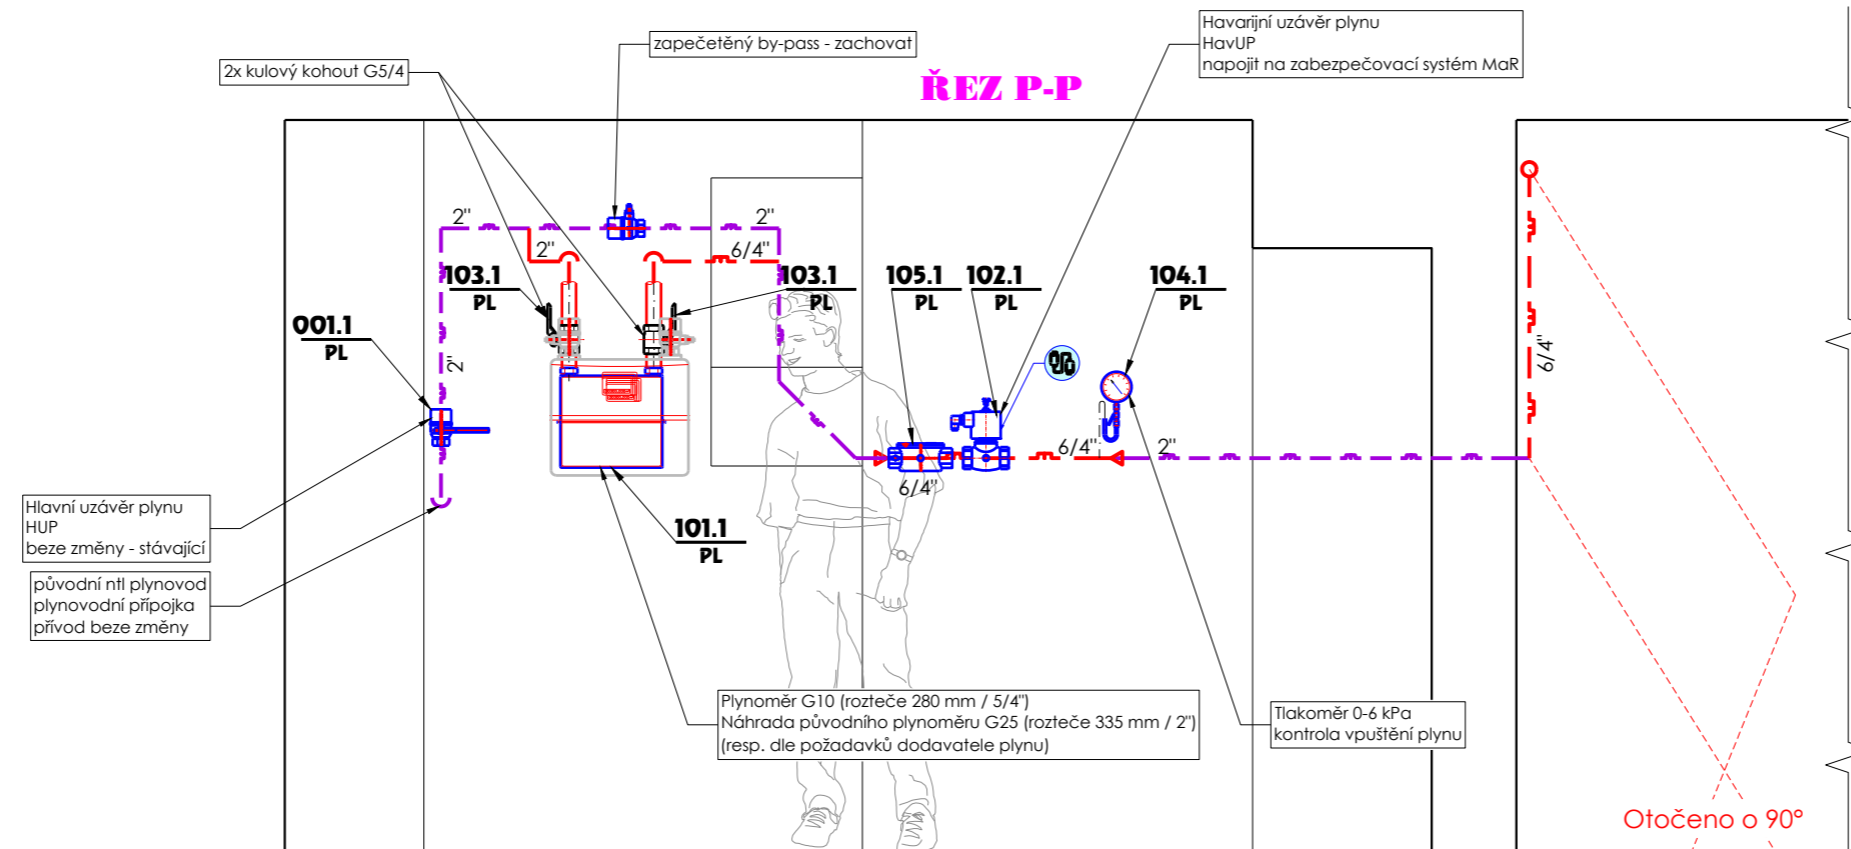 Havarijní uzávěr plynu
HavUP
napojit na zabezpečovací systém MaR
zapečetěný by-pass - zachovat
2x kulový kohout G5/4
ŘEZ P-P
2"
2"
2"
6/4"
103.1
PL
103.1
PL
105.1
PL
102.1
PL
104.1
PL
001.1
PL
2"
6/4"
6/4"
2"
6/4"
Hlavní uzávěr plynu
HUP
beze změny - stávající
101.1
PL
původní ntl plynovod
plynovodní přípojka
přívod beze změny
Plynoměr G10 (rozteče 280 mm / 5/4")
Náhrada původního plynoměru G25 (rozteče 335 mm / 2")
(resp. dle požadavků dodavatele plynu)
Tlakoměr 0-6 kPa
kontrola vpuštění plynu
Otočeno o 90°